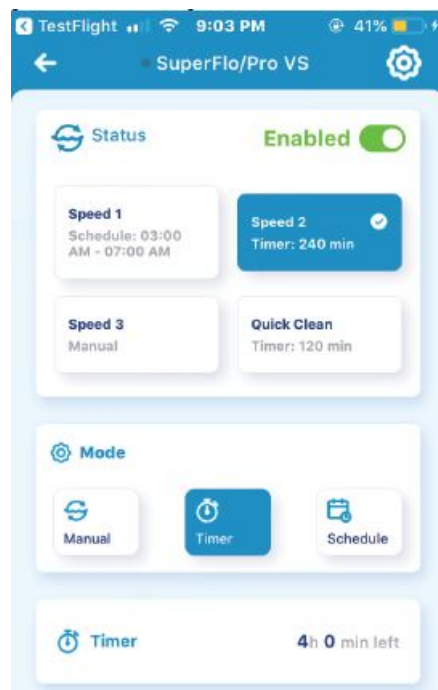 TestFlight 9:03 PM 41%
SuperFlo/Pro VS
Status Enabled
Speed 1
Schedule: 03:00
AM - 07:00 AM
Speed 2
Timer: 240 min
Speed 3
Manual
Quick Clean
Timer: 120 min
Mode
Manual
Timer
Schedule
Timer 4h 0 min left